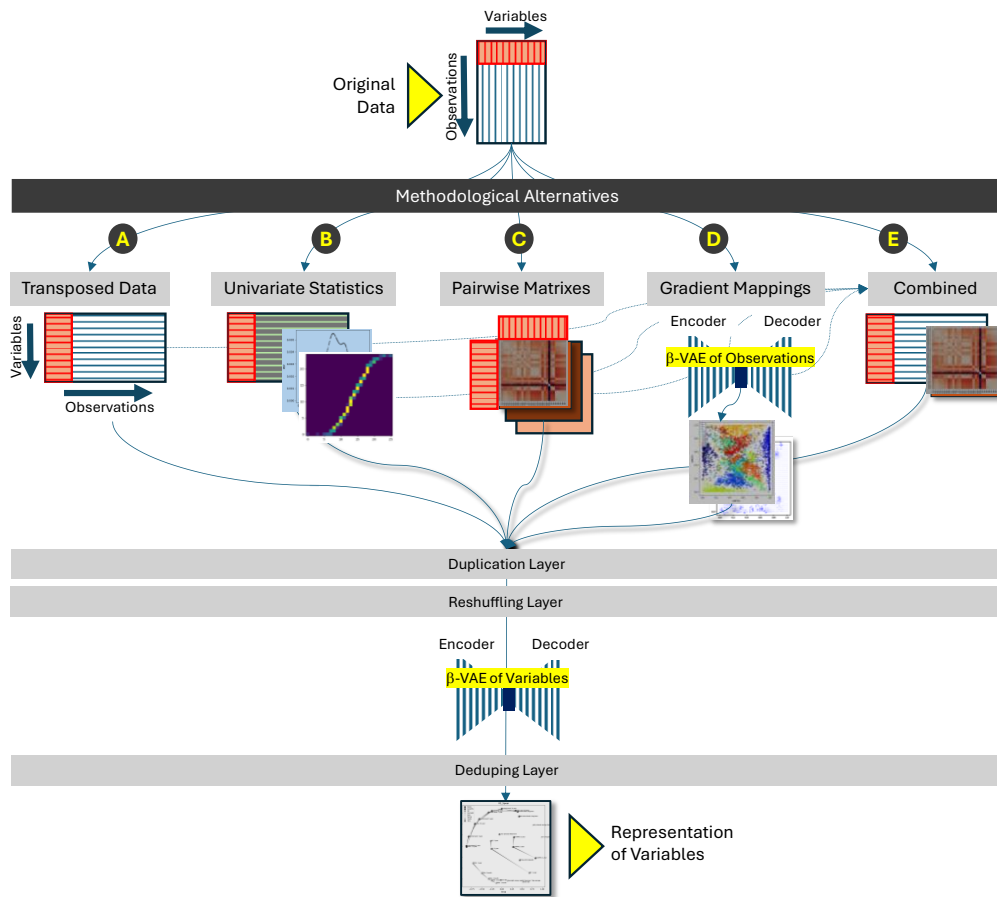 Variables
Original
Data
Observations
Methodological Alternatives
A
B
C
D
E
Transposed Data
Univariate Statistics
Pairwise Matrixes
Gradient Mappings
Combined
Variables
Observations
Encoder
Decoder
β-VAE of Observations
Duplication Layer
Reshuffling Layer
Encoder
Decoder
β-VAE of Variables
Deduping Layer
Representation
of Variables